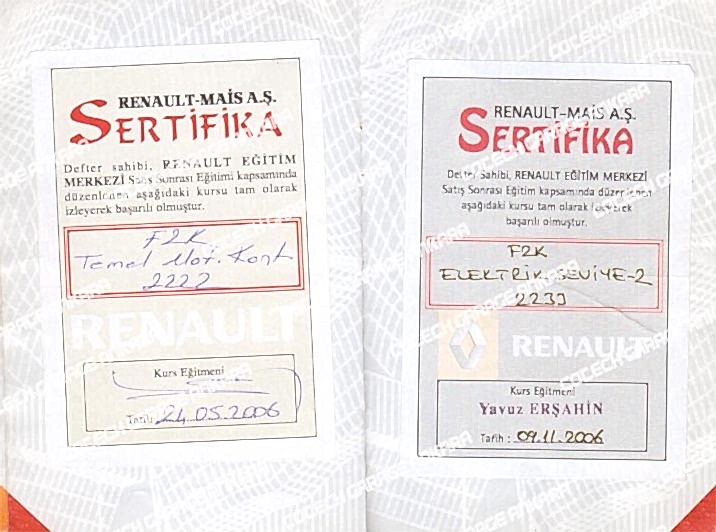 RENAULT-MAİS A.Ş.
SERTİFİKA
Defter sahibi, RENAULT EĞİTİM
MERKEZİ Satış Sonrası Eğitimi kapsamında
düzenlenen aşağıdaki kursu tam olarak
izleyerek başarılı olmuştur.
F2K
Temel Mot. Kont
2222
RENAULT
Kurs Eğitmeni
Tarih: 24.05.2006
RENAULT-MAİS A.Ş.
SERTİFİKA
Defter Sahibi, RENAULT EĞİTİM MERKEZİ
Satış Sonrası Eğitim kapsamında düzenlenen
aşağıdaki kursu tam olarak izleyerek
başarılı olmuştur.
F2K
ELEKTRİK SEVİYE-2
2239
RENAULT
Kurs Eğitmeni
Yavuz ERŞAHİN
Tarih : 09.11.2006